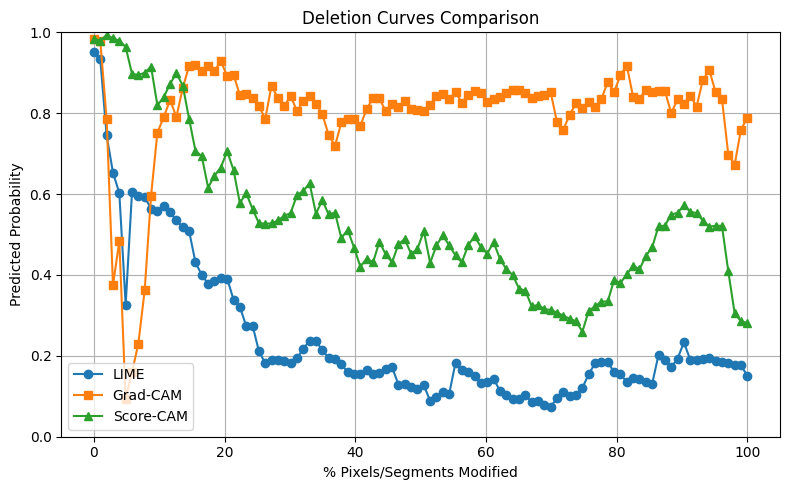 Deletion Curves Comparison
Predicted Probability
1.0
0.8
0.6
0.4
0.2
0.0
LIME
Grad-CAM
Score-CAM
0 20 40 60 80 100
% Pixels/Segments Modified